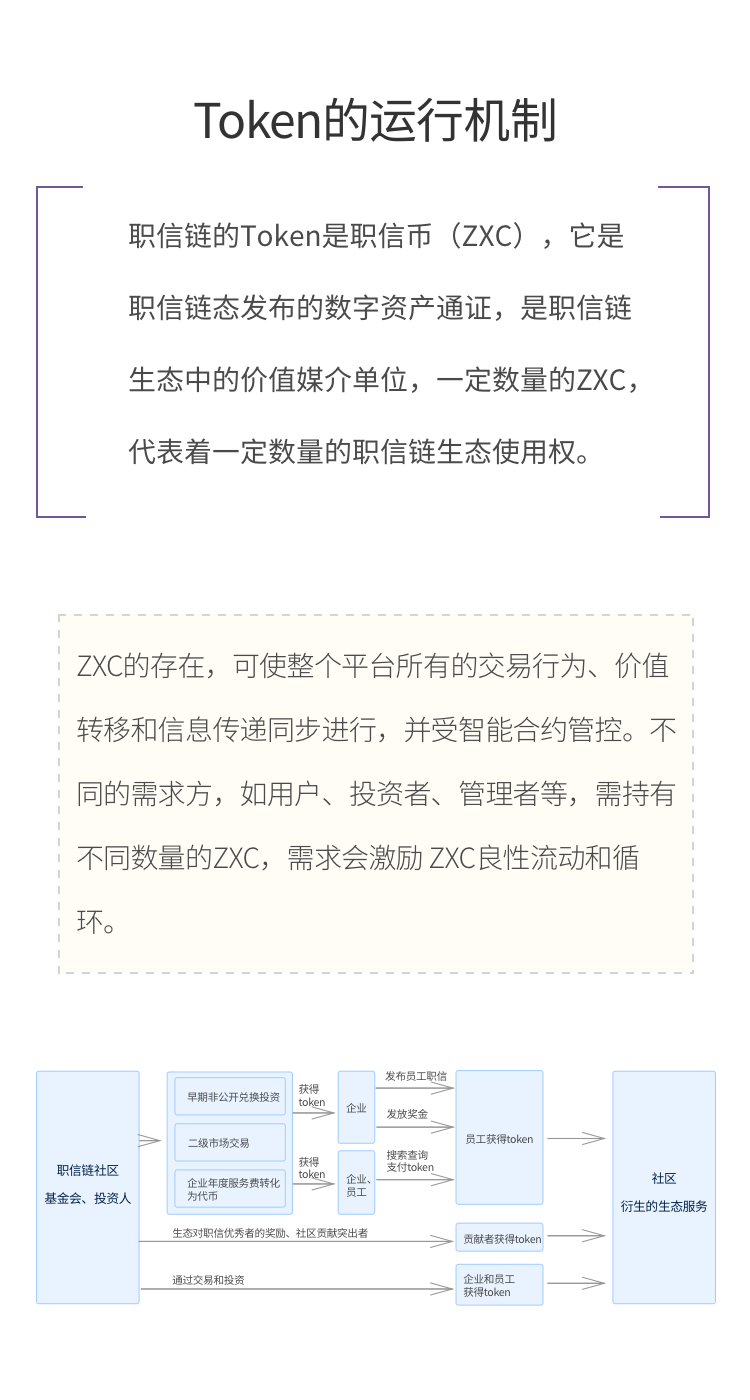 Token的运行机制
职信链的Token是职信币（ZXC），它是
职信链态发布的数字资产通证，是职信链
生态中的价值媒介单位，一定数量的ZXC，
代表着一定数量的职信链生态使用权。
ZXC的存在，可使整个平台所有的交易行为、价值
转移和信息传递同步进行，并受智能合约管控。不
同的需求方，如用户、投资者、管理者等，需持有
不同数量的ZXC，需求会激励 ZXC良性流动和循
环。
职信链社区
基金会、投资人
早期非公开兑换投资
二级市场交易
企业年度服务费转化
为代币
获得
token
获得
token
企业
企业、
员工
发布员工职信
发放奖金
搜索查询
支付token
员工获得token
生态对职信优秀者的奖励、社区贡献突出者
贡献者获得token
通过交易和投资
企业和员工
获得token
社区
衍生的生态服务